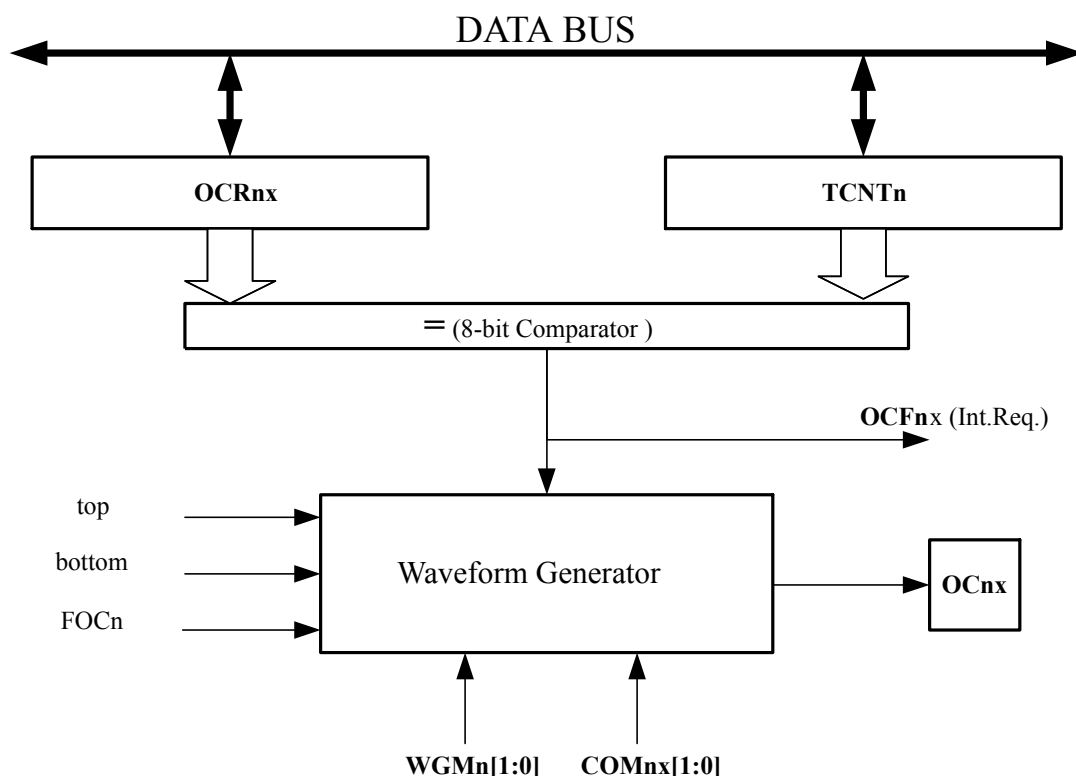 DATA BUS
OCRnx
TCNTn
= (8-bit Comparator )
OCFnx (Int.Req.)
top
bottom
FOCn
Waveform Generator
OCnx
WGMn[1:0]
COMnx[1:0]